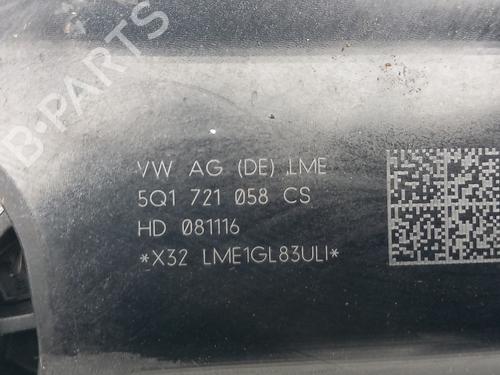 B-PARTS
VW AG (DE) LME
5Q1 721 058 CS
HD 081116
*X32 LME1GL83ULI*